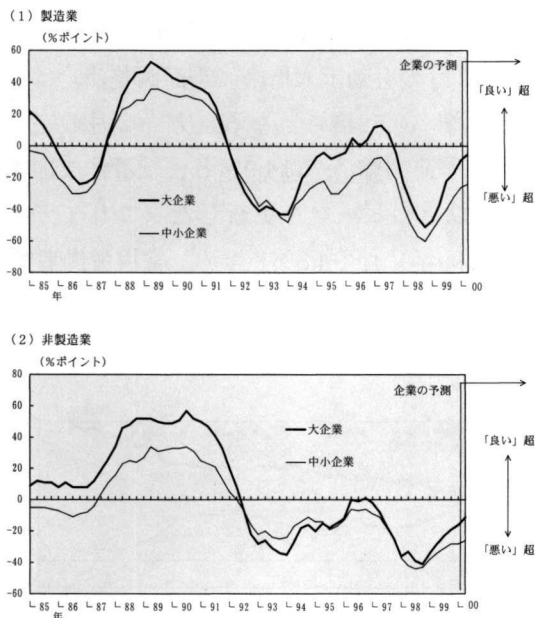 (1) 製造業
(%ポイント)
60
企業の予測
「良い」超
40
20
0
-20
大企業
「悪い」超
-40
中小企業
-60
-80
85 86 87 88 89 90 91 92 93 94 95 96 97 98 99 00
年
(2) 非製造業
(%ポイント)
80
企業の予測
60
大企業
「良い」超
40
中小企業
20
0
-20
「悪い」超
-40
-60
85 86 87 88 89 90 91 92 93 94 95 96 97 98 99 00
年